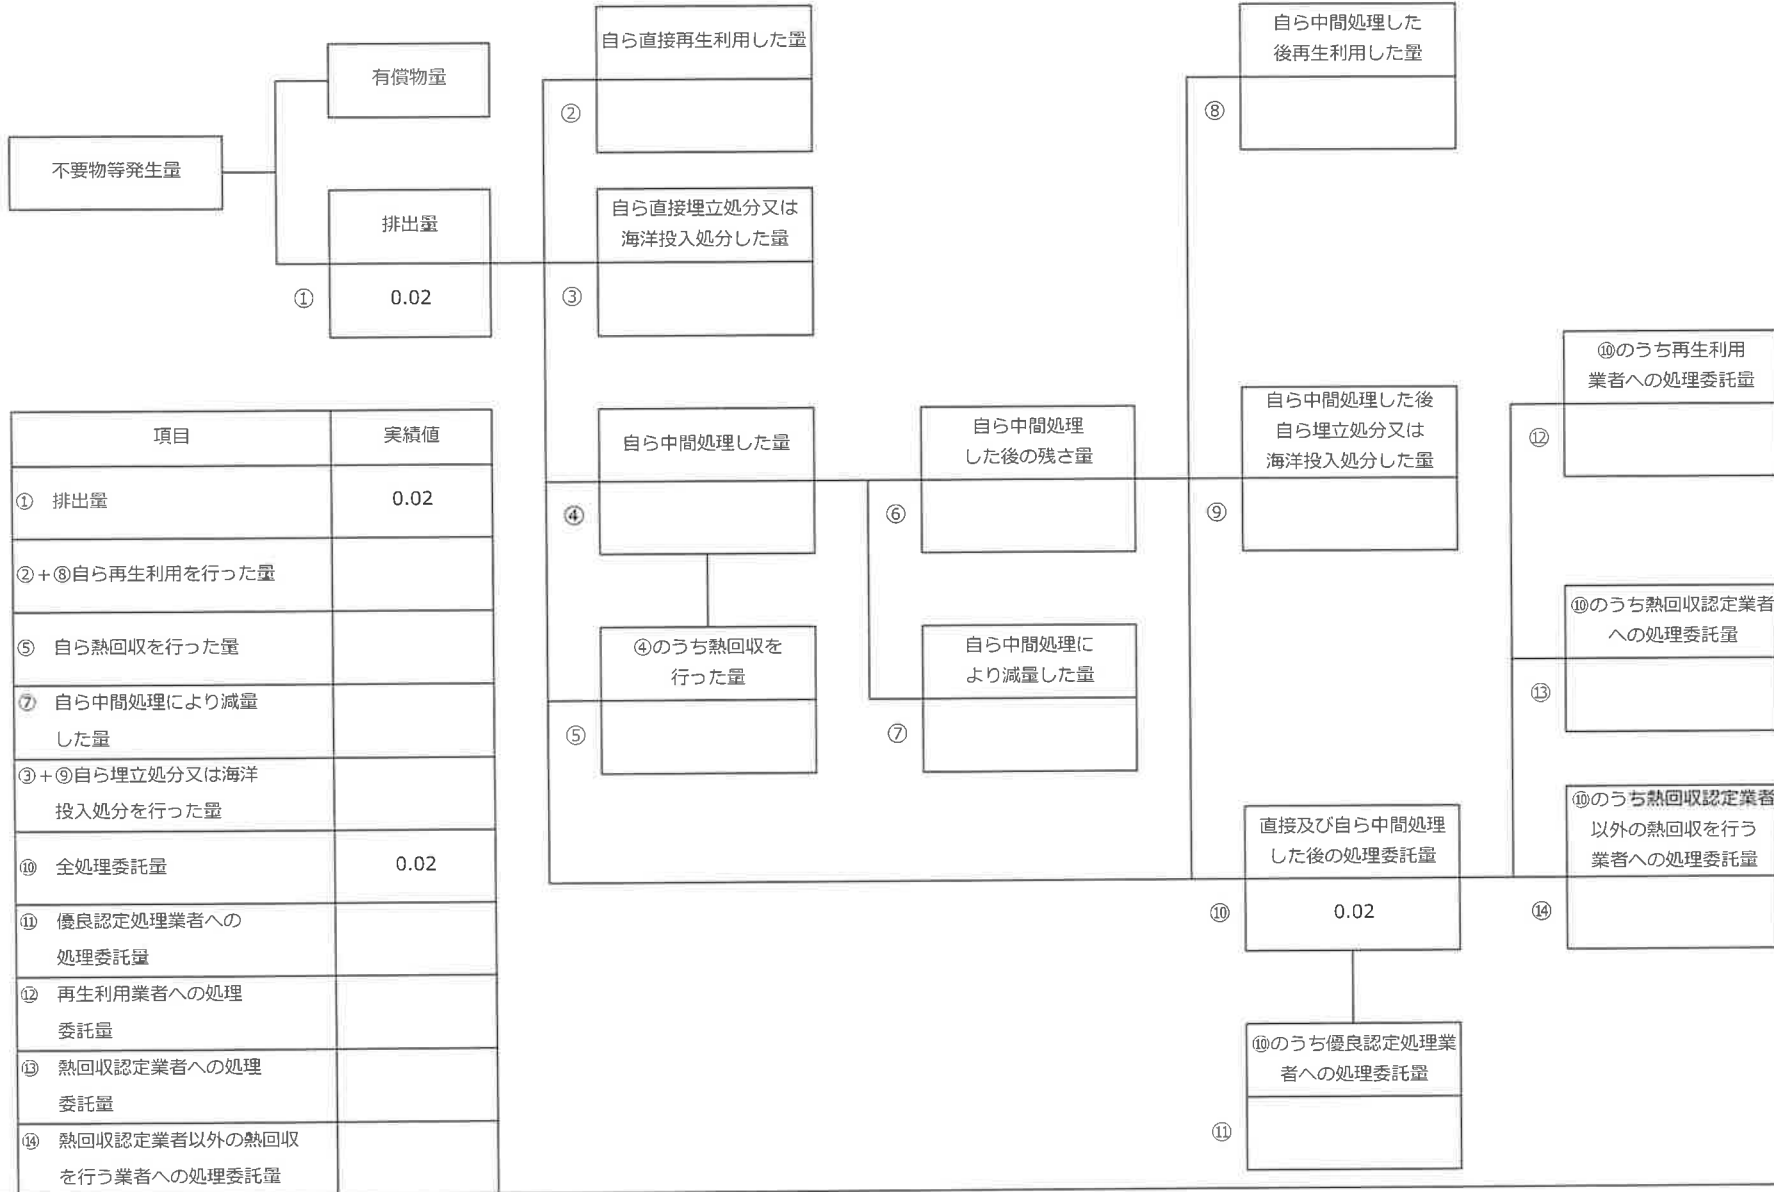 不要物等発生量
有償物量
排出量
① 0.02
自ら直接再生利用した量
②
自ら直接埋立処分又は
海洋投入処分した量
③
自ら中間処理した量
④
④のうち熱回収を
行った量
⑤
自ら中間処理
した後の残さ量
⑥
自ら中間処理に
より減量した量
⑦
自ら中間処理した
後再生利用した量
⑧
自ら中間処理した後
自ら埋立処分又は
海洋投入処分した量
⑨
直接及び自ら中間処理
した後の処理委託量
⑩ 0.02
⑩のうち優良認定処理業
者への処理委託量
⑪
⑩のうち再生利用
業者への処理委託量
⑫
⑩のうち熱回収認定業者
への処理委託量
⑬
⑩のうち熱回収認定業者
以外の熱回収を行う
業者への処理委託量
⑭
項目 実績値
① 排出量 0.02
②+⑧自ら再生利用を行った量
⑤ 自ら熱回収を行った量
⑦ 自ら中間処理により減量
した量
③+⑨自ら埋立処分又は海洋
投入処分を行った量
⑩ 全処理委託量 0.02
⑪ 優良認定処理業者への
処理委託量
⑫ 再生利用業者への処理
委託量
⑬ 熱回収認定業者への処理
委託量
⑭ 熱回収認定業者以外の熱回収
を行う業者への処理委託量